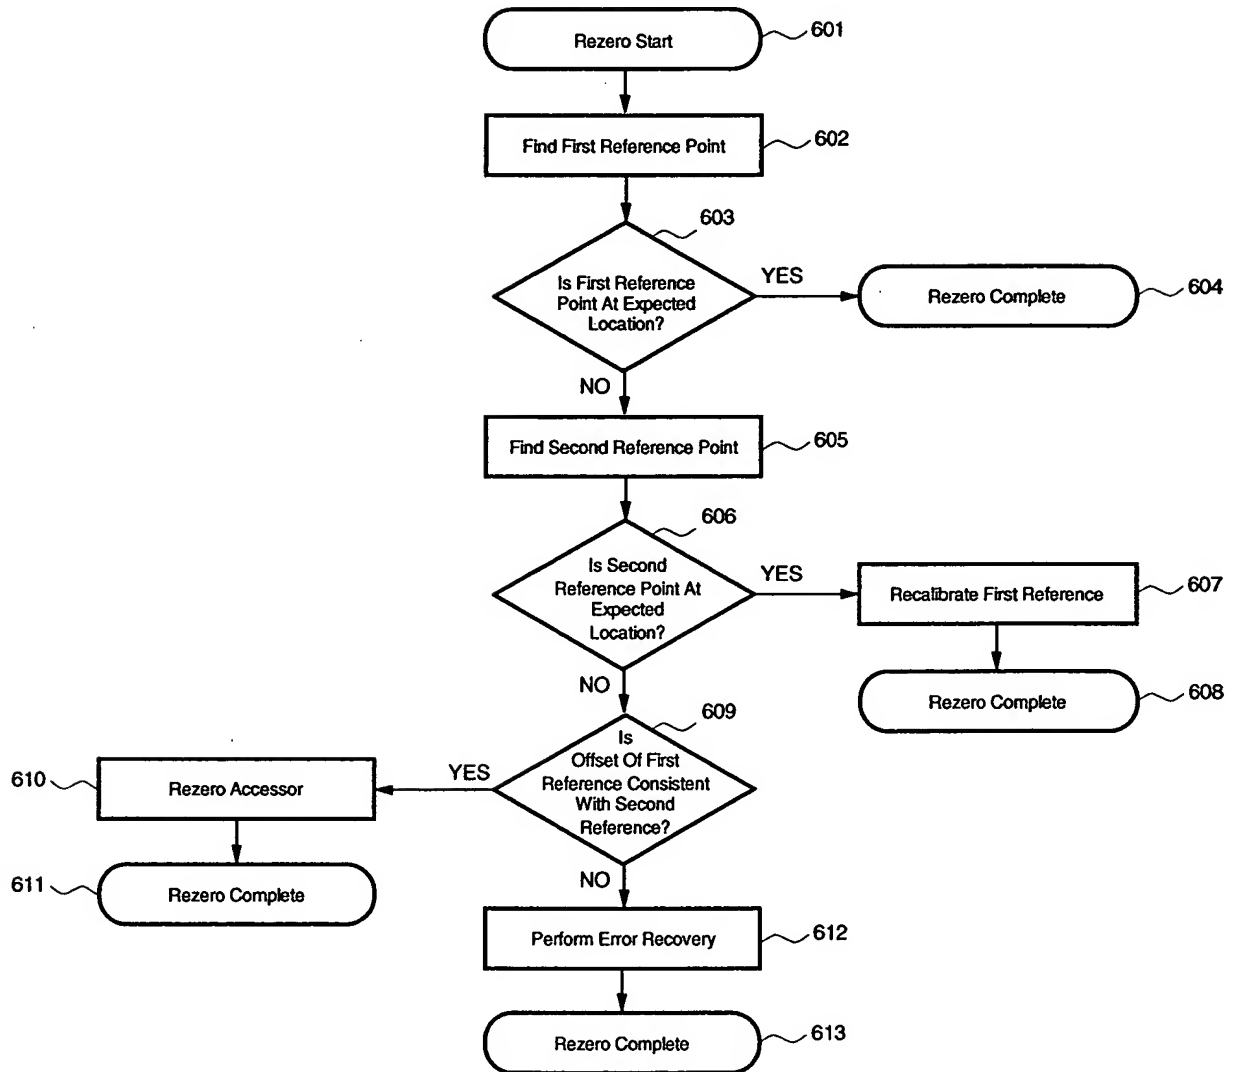 Rezero Start
601
Find First Reference Point
602
603
Is First Reference
Point At Expected
Location?
YES
Rezero Complete
604
NO
Find Second Reference Point
605
606
Is Second
Reference Point At
Expected
Location?
YES
Recalibrate First Reference
607
NO
Rezero Complete
608
609
Is
Offset Of First
Reference Consistent
With Second
Reference?
YES
610
Rezero Accessor
611
Rezero Complete
NO
Perform Error Recovery
612
Rezero Complete
613